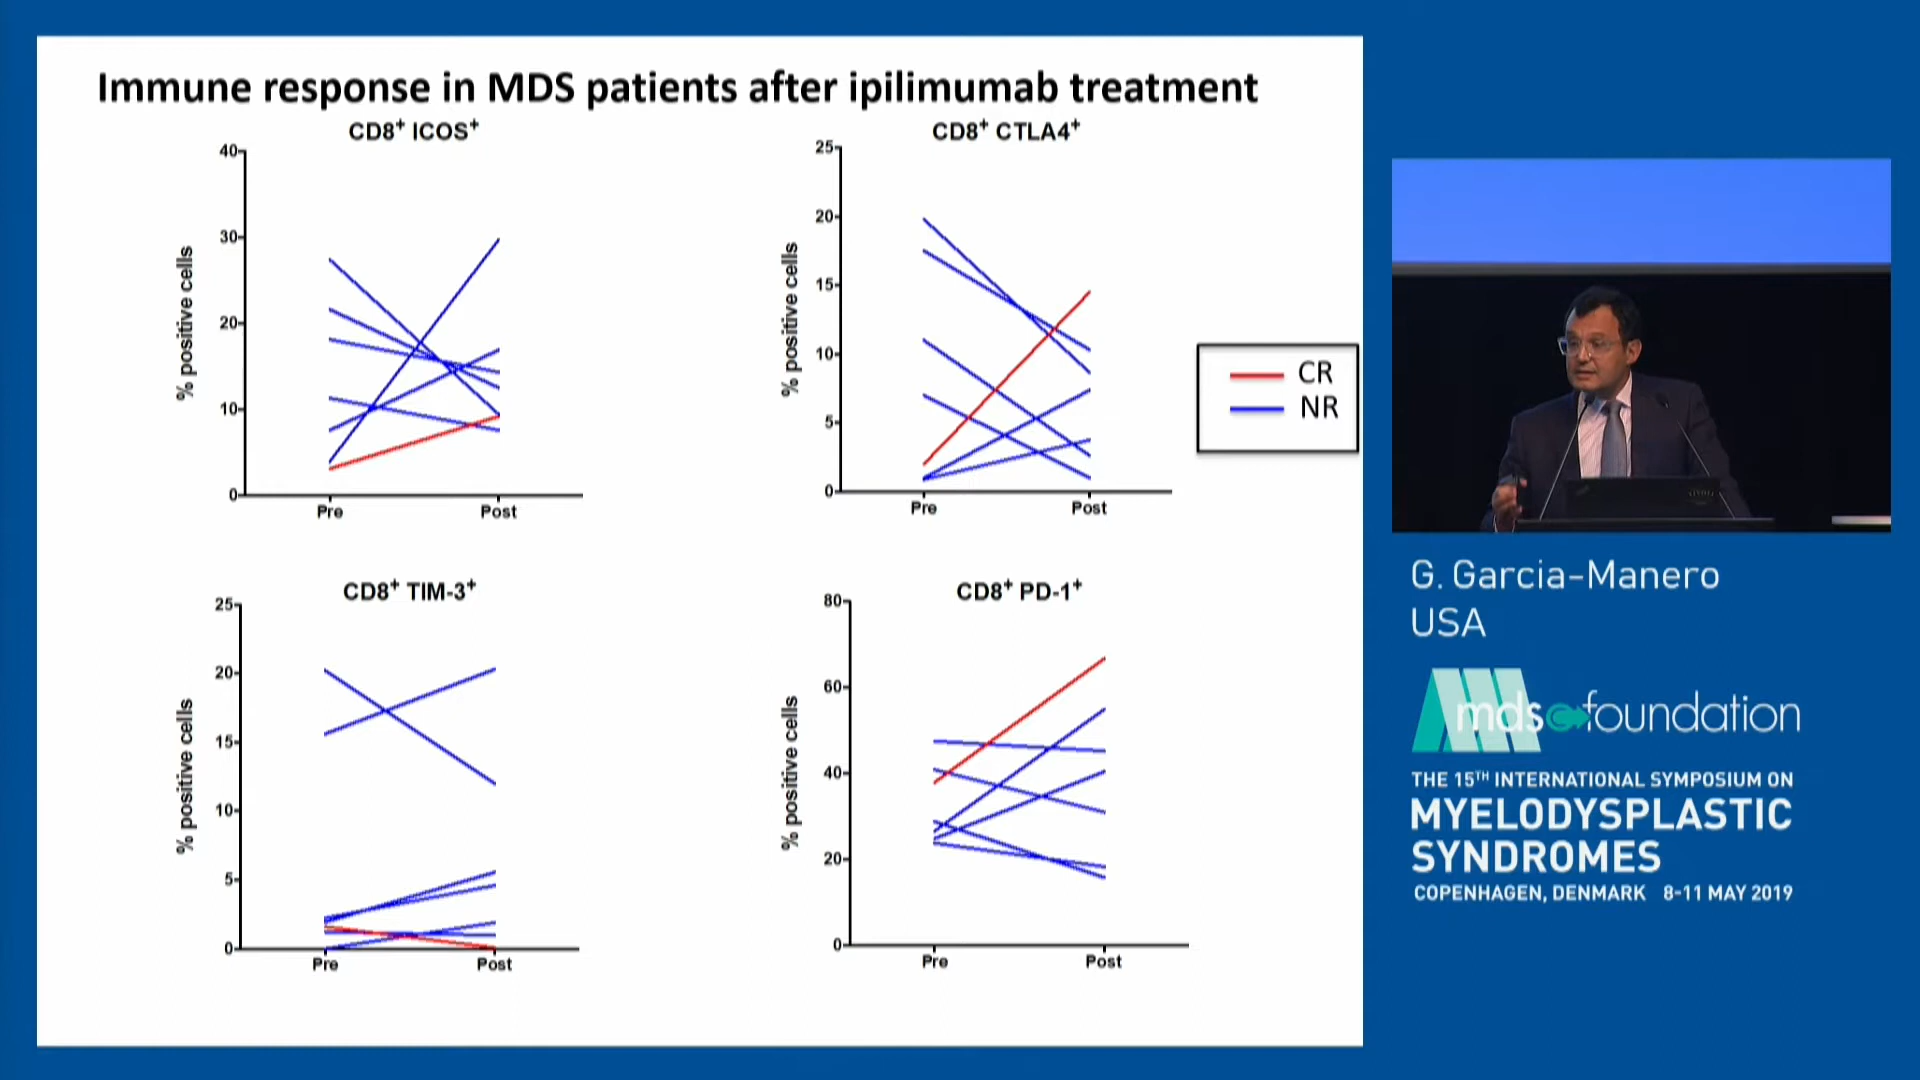 Immune response in MDS patients after ipilimumab treatment
CD8⁺ ICOS⁺
% positive cells
40
30
20
10
0
Pre
Post
CD8⁺ CTLA4⁺
% positive cells
25
20
15
10
5
0
Pre
Post
CR
NR
CD8⁺ TIM-3⁺
% positive cells
25
20
15
10
5
0
Pre
Post
CD8⁺ PD-1⁺
% positive cells
80
60
40
20
0
Pre
Post
G. Garcia-Manero
USA
mds foundation
THE 15TH INTERNATIONAL SYMPOSIUM ON
MYELODYSPLASTIC
SYNDROMES
COPENHAGEN, DENMARK 8-11 MAY 2019